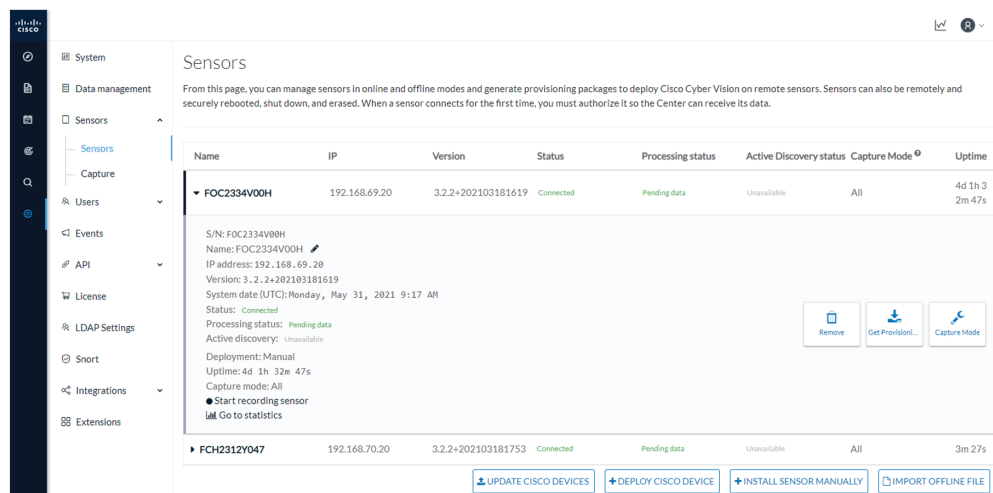 cisco
System
Data management
Sensors
Sensors
Capture
Users
Events
API
License
LDAP Settings
Snort
Integrations
Extensions
Sensors
From this page, you can manage sensors in online and offline modes and generate provisioning packages to deploy Cisco Cyber Vision on remote sensors. Sensors can also be remotely and
securely rebooted, shut down, and erased. When a sensor connects for the first time, you must authorize it so the Center can receive its data.
Name IP Version Status Processing status Active Discovery status Capture Mode ? Uptime
FOC2334V00H 192.168.69.20 3.2.2+202103181619 Connected Pending data Unavailable All 4d 1h 3
2m 47s
S/N: FOC2334V00H
Name: FOC2334V00H
IP address: 192.168.69.20
Version: 3.2.2+202103181619
System date (UTC): Monday, May 31, 2021 9:17 AM
Status: Connected
Processing status: Pending data
Active discovery: Unavailable
Deployment: Manual
Uptime: 4d 1h 32m 47s
Capture mode: All
Start recording sensor
Go to statistics
Remove Get Provisioni... Capture Mode
FCH2312Y047 192.168.70.20 3.2.2+202103181753 Connected Pending data Unavailable All 3m 27s
UPDATE CISCO DEVICES +DEPLOY CISCO DEVICE +INSTALL SENSOR MANUALLY IMPORT OFFLINE FILE